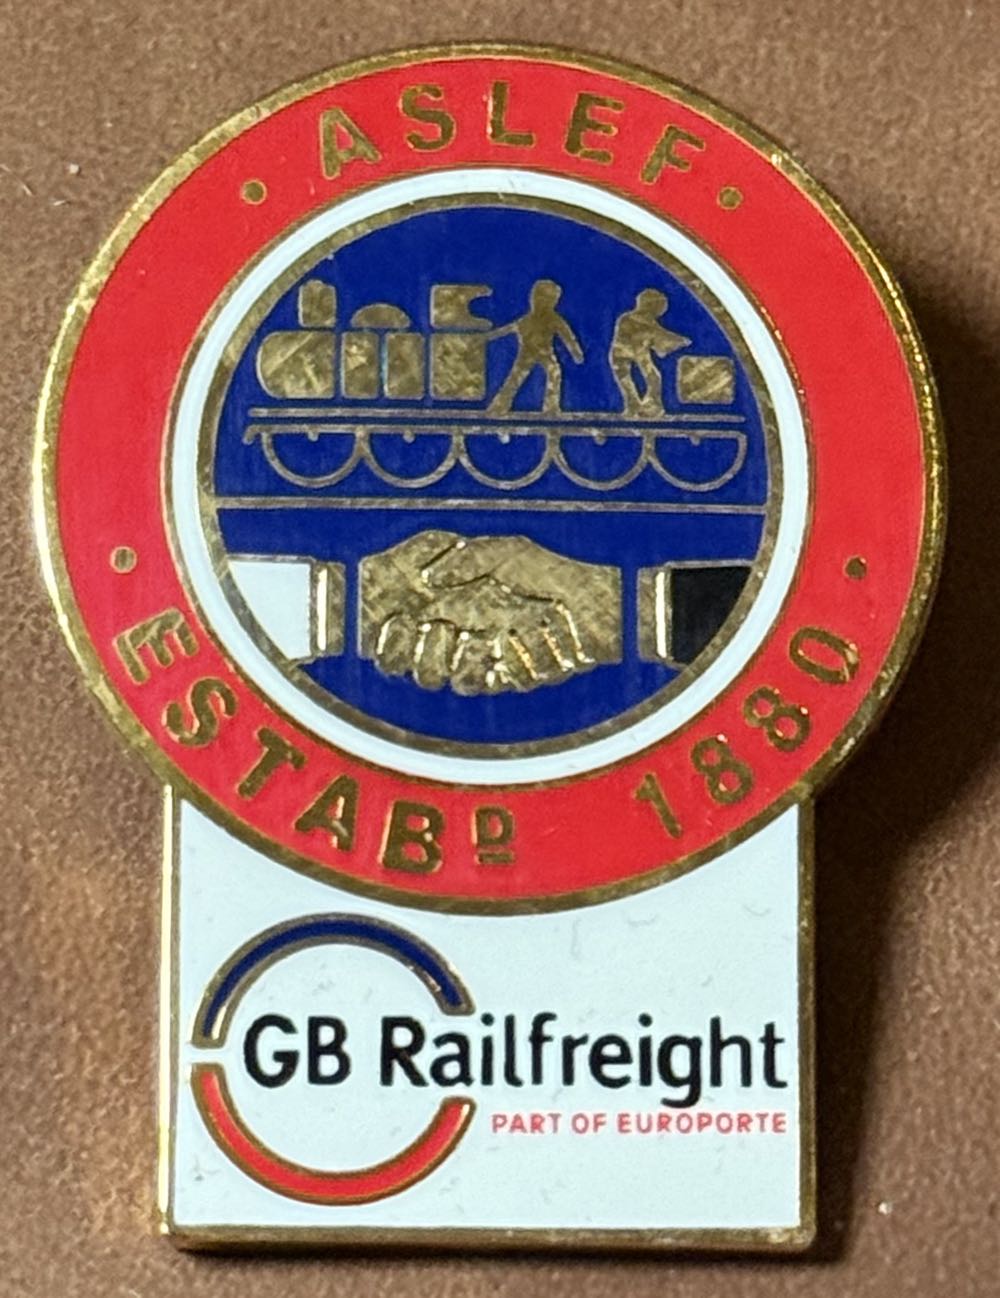 · ASLEF ·
· ESTABD 1880 ·
GB Railfreight
PART OF EUROPORTE